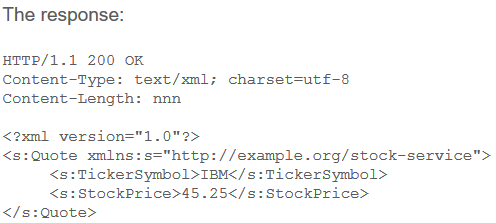 The response:
HTTP/1.1 200 OK
Content-Type: text/xml; charset=utf-8
Content-Length: nnn
<?xml version="1.0"?>
<s:Quote xmlns:s="http://example.org/stock-service">
     <s:TickerSymbol>IBM</s:TickerSymbol>
     <s:StockPrice>45.25</s:StockPrice>
</s:Quote>